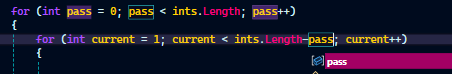 for (int pass = 0; pass < ints.Length; pass++)
{
for (int current = 1; current < ints.Length-pass; current++)
{
pass